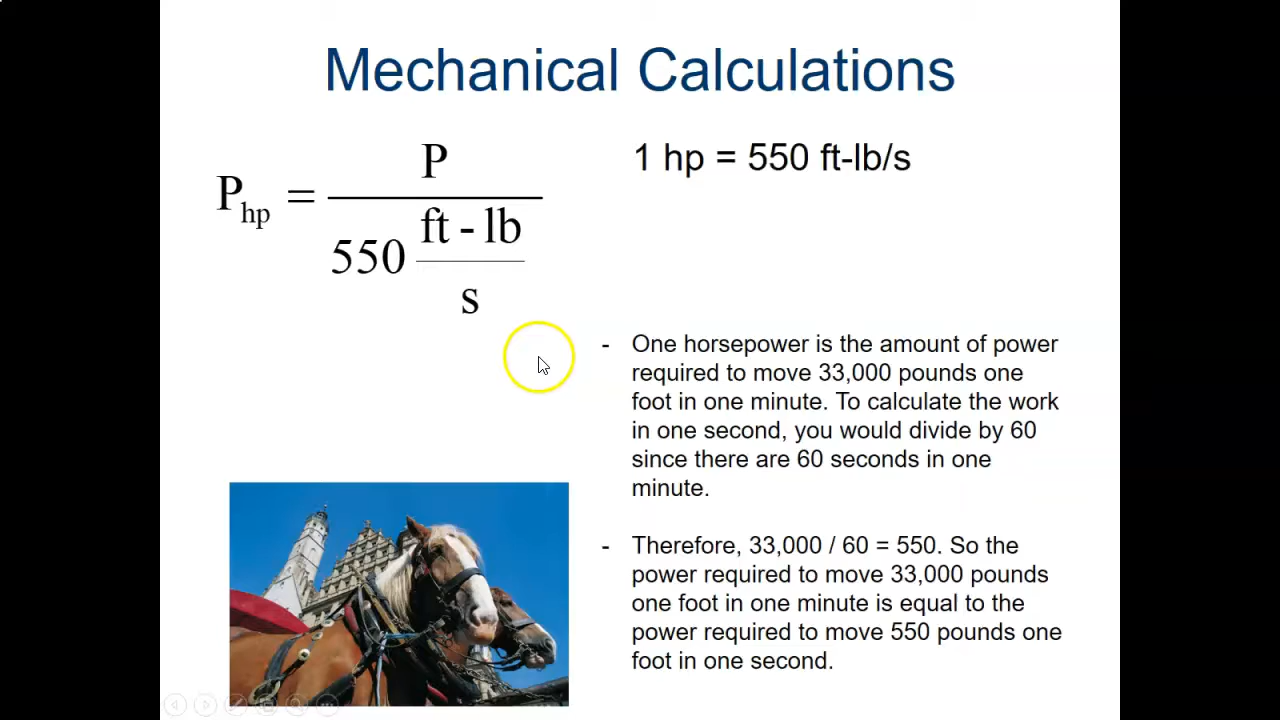 Mechanical Calculations
P
P hp =
550 ft - lb
s
1 hp = 550 ft-lb/s
- One horsepower is the amount of power
required to move 33,000 pounds one
foot in one minute. To calculate the work
in one second, you would divide by 60
since there are 60 seconds in one
minute.
- Therefore, 33,000 / 60 = 550. So the
power required to move 33,000 pounds
one foot in one minute is equal to the
power required to move 550 pounds one
foot in one second.